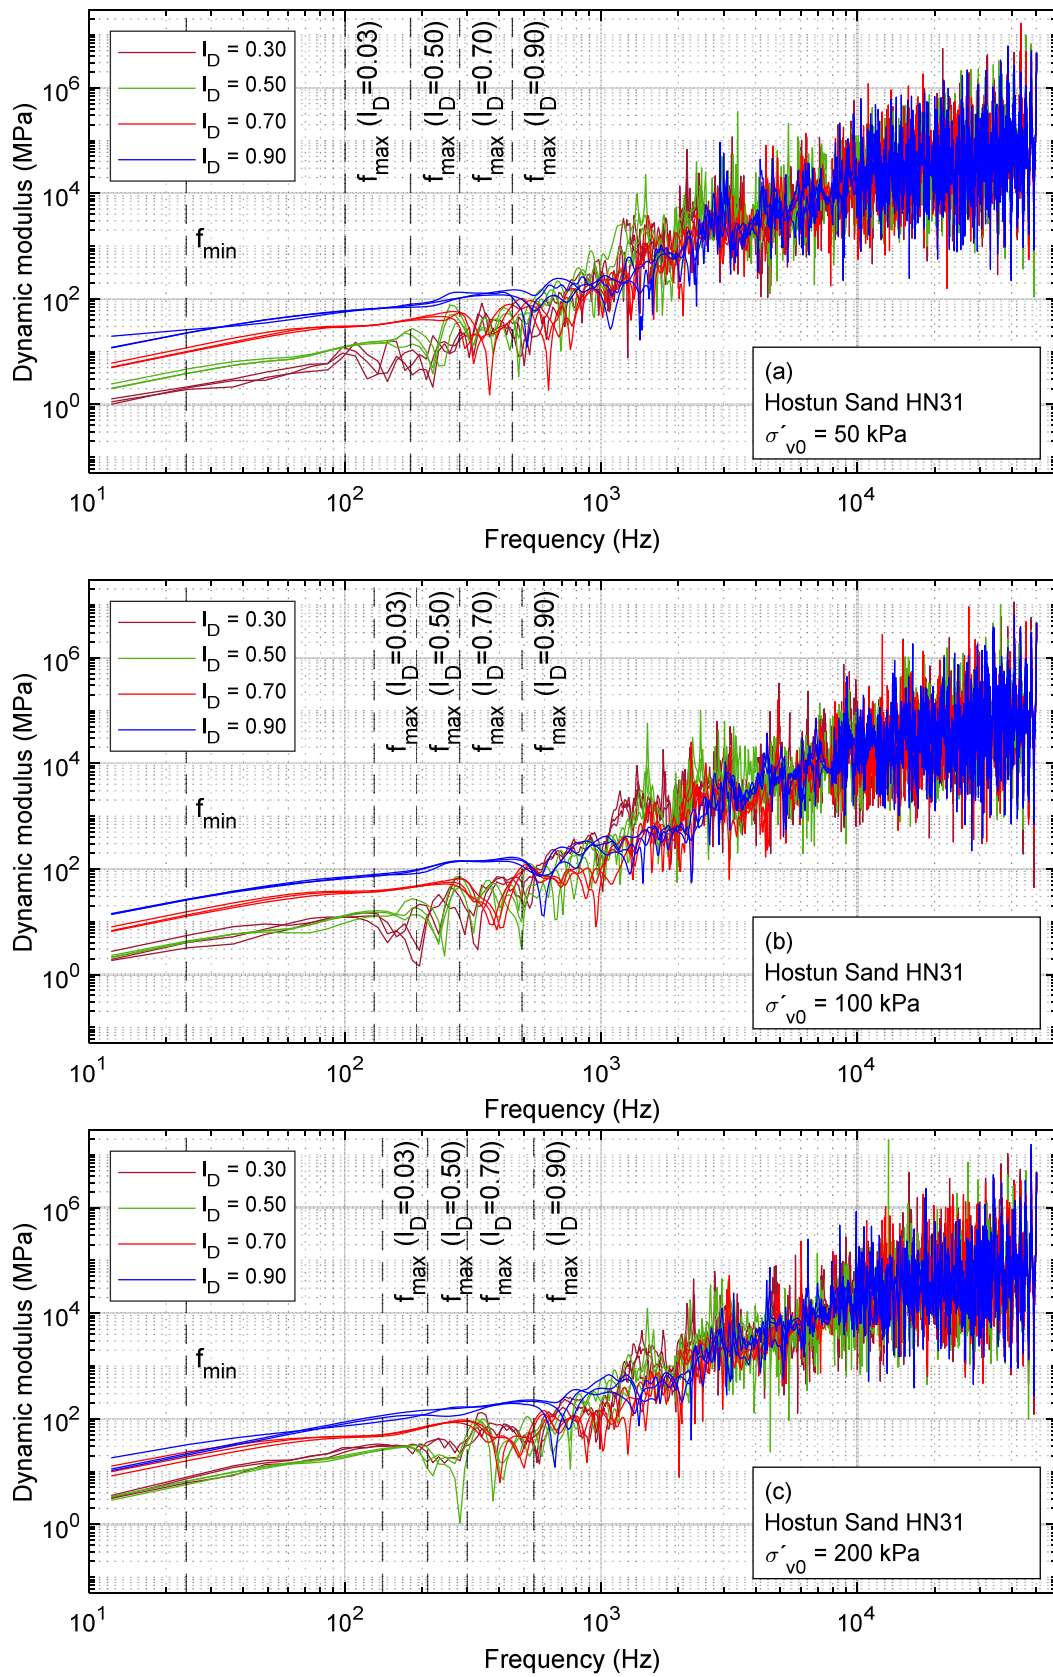 I_D = 0.30
I_D = 0.50
I_D = 0.70
I_D = 0.90
f_max (I_D=0.03)
f_max (I_D=0.50)
f_max (I_D=0.70)
f_max (I_D=0.90)
f_min
Dynamic modulus (MPa)
10^6
10^4
10^2
10^0
(a)
Hostun Sand HN31
σ´_v0 = 50 kPa
10^1
10^2
10^3
10^4
Frequency (Hz)
I_D = 0.30
I_D = 0.50
I_D = 0.70
I_D = 0.90
f_max (I_D=0.03)
f_max (I_D=0.50)
f_max (I_D=0.70)
f_max (I_D=0.90)
f_min
Dynamic modulus (MPa)
10^6
10^4
10^2
10^0
(b)
Hostun Sand HN31
σ´_v0 = 100 kPa
10^1
10^2
10^3
10^4
Frequency (Hz)
I_D = 0.30
I_D = 0.50
I_D = 0.70
I_D = 0.90
f_max (I_D=0.03)
f_max (I_D=0.50)
f_max (I_D=0.70)
f_max (I_D=0.90)
f_min
Dynamic modulus (MPa)
10^6
10^4
10^2
10^0
(c)
Hostun Sand HN31
σ´_v0 = 200 kPa
10^1
10^2
10^3
10^4
Frequency (Hz)